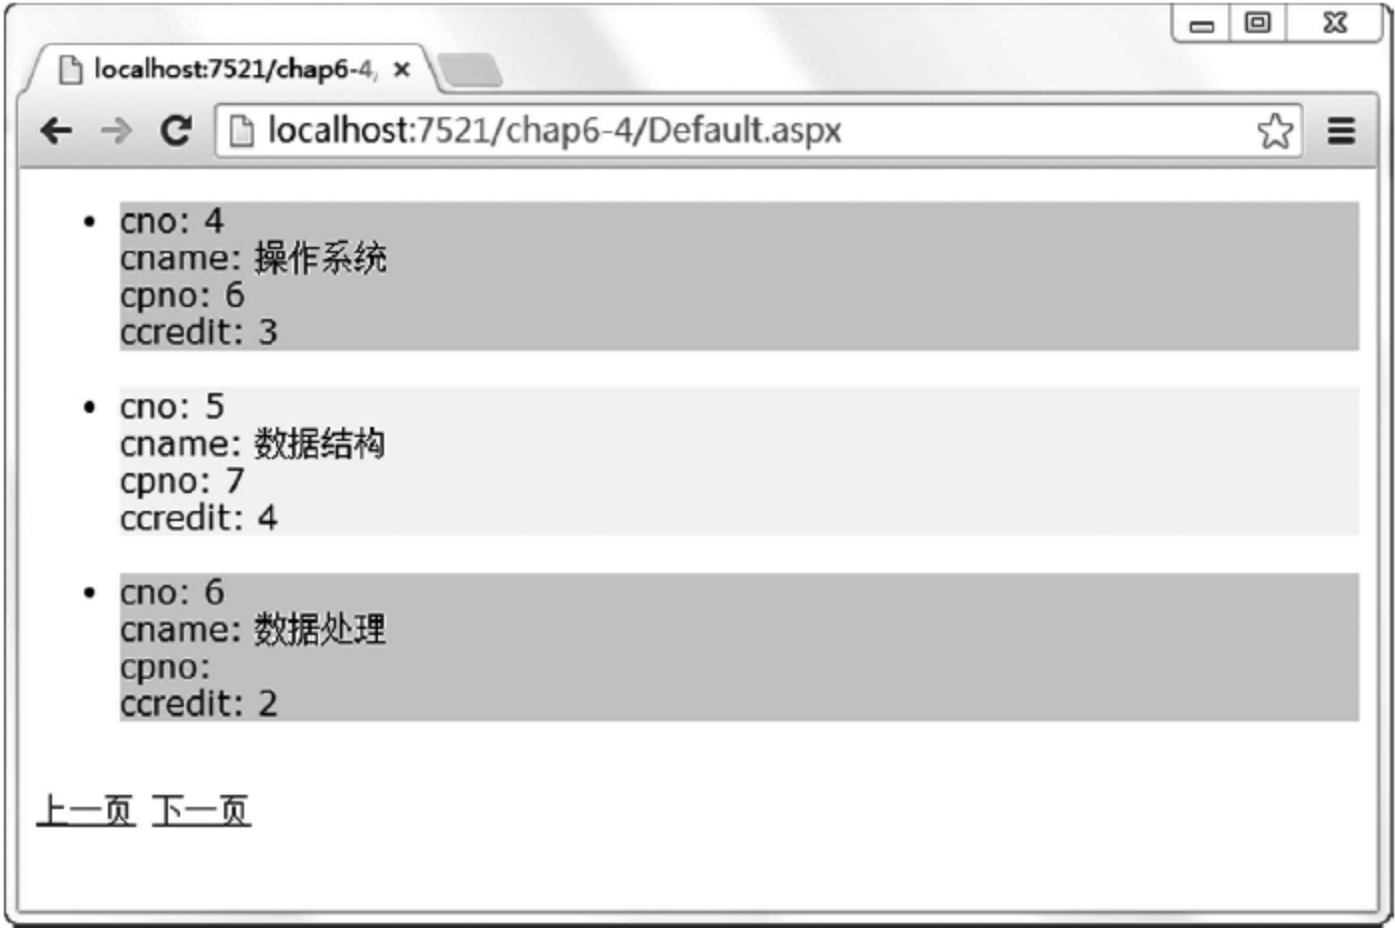 localhost:7521/chap6-4,
localhost:7521/chap6-4/Default.aspx
• cno: 4
cname: 操作系统
cpno: 6
ccredit: 3
• cno: 5
cname: 数据结构
cpno: 7
ccredit: 4
• cno: 6
cname: 数据处理
cpno:
ccredit: 2
上一页 下一页